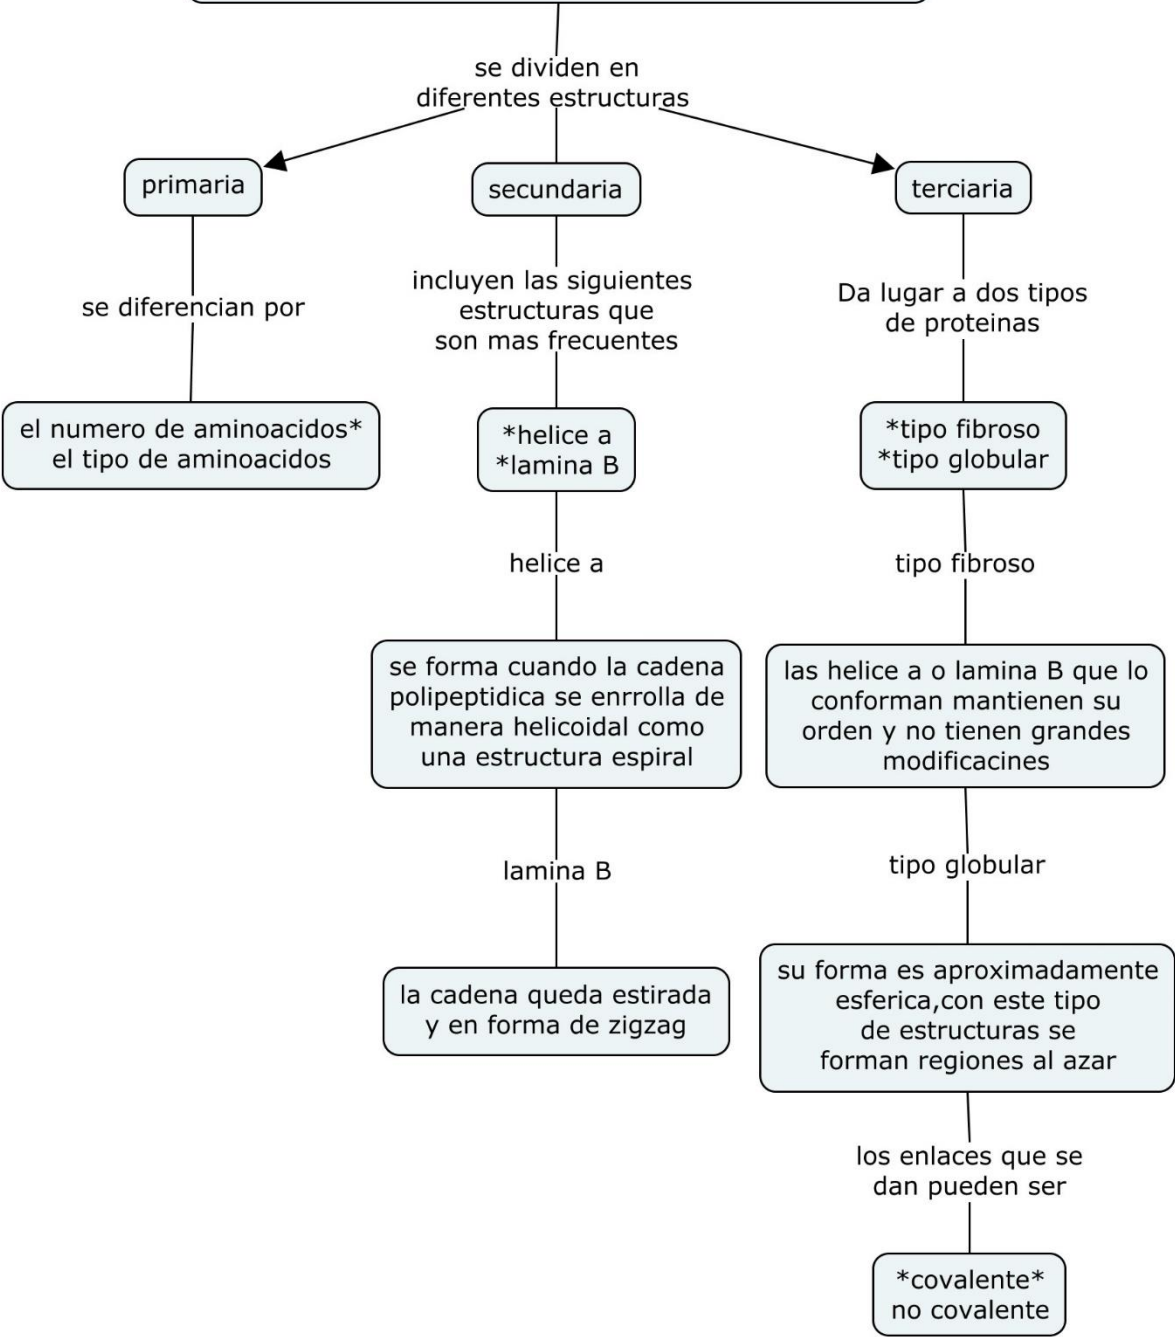 se dividen en
diferentes estructuras
primaria
secundaria
terciaria
se diferencian por
incluyen las siguientes
estructuras que
son mas frecuentes
Da lugar a dos tipos
de proteinas
el numero de aminoacidos*
el tipo de aminoacidos
*helice a
*lamina B
*tipo fibroso
*tipo globular
helice a
tipo fibroso
se forma cuando la cadena
polipeptidica se enrrolla de
manera helicoidal como
una estructura espiral
las helice a o lamina B que lo
conforman mantienen su
orden y no tienen grandes
modificacines
lamina B
tipo globular
la cadena queda estirada
y en forma de zigzag
su forma es aproximadamente
esferica,con este tipo
de estructuras se
forman regiones al azar
los enlaces que se
dan pueden ser
*covalente*
no covalente